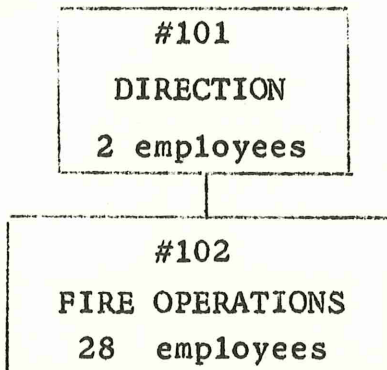 #101
DIRECTION
2 employees
#102
FIRE OPERATIONS
28 employees